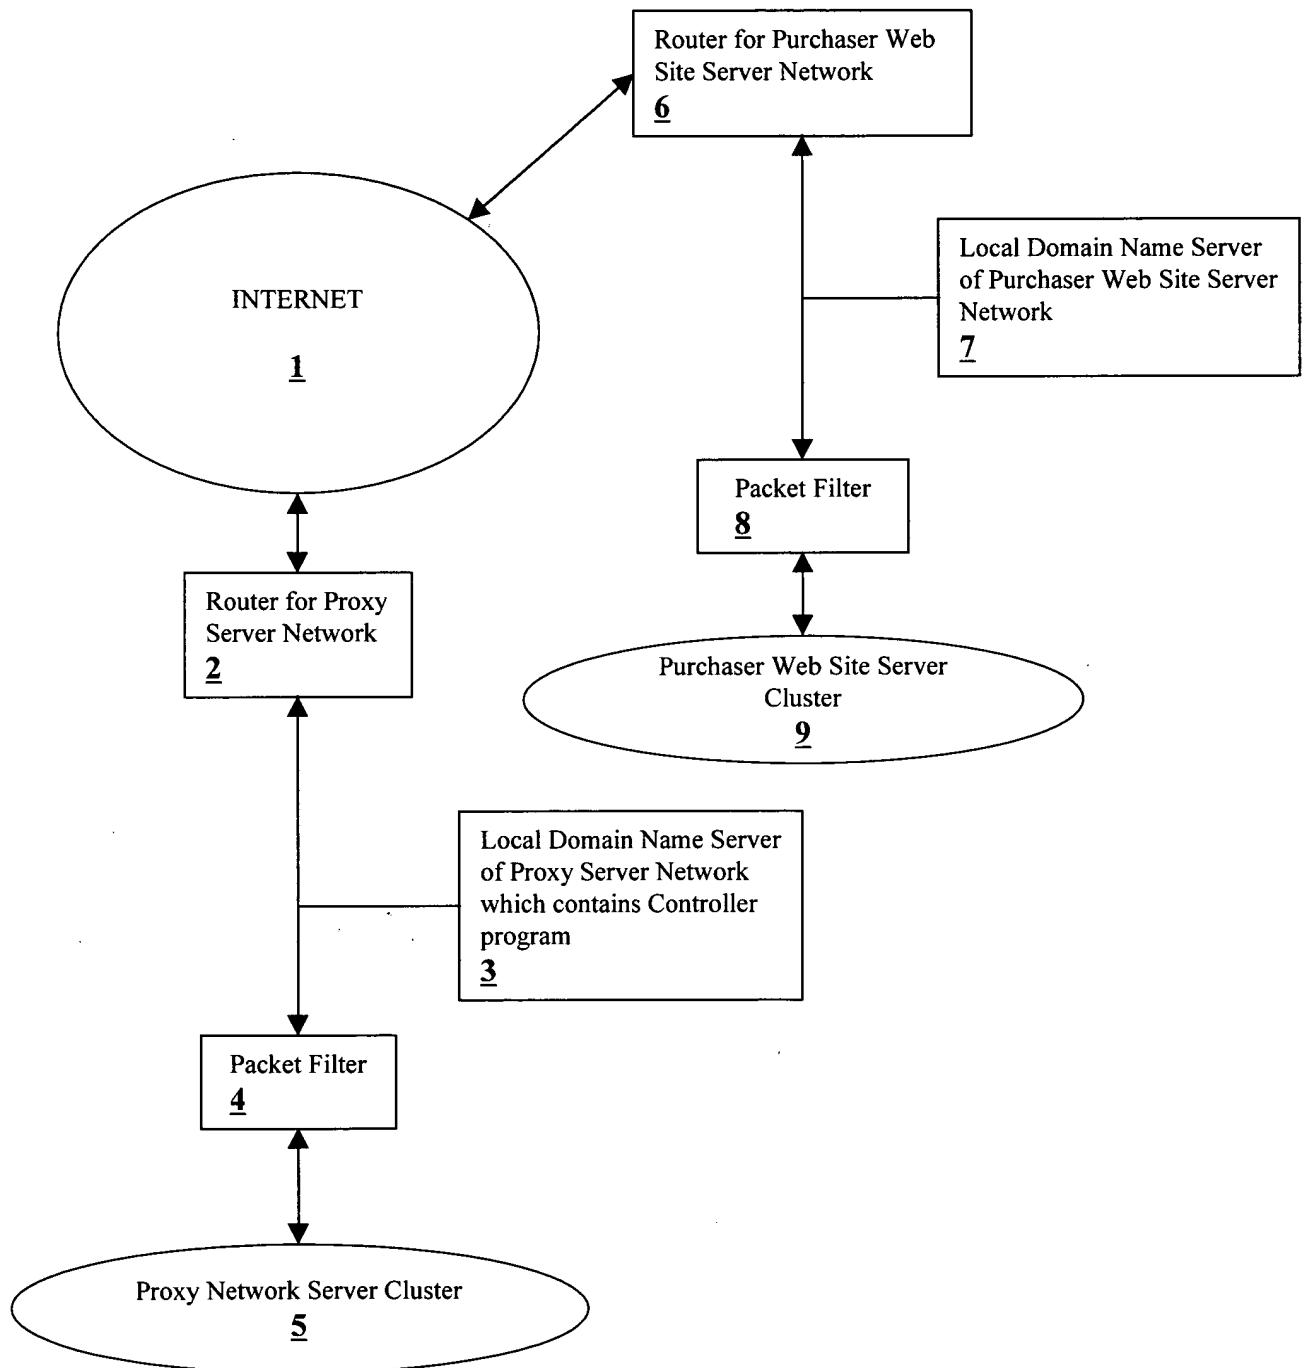 Router for Purchaser Web
Site Server Network
6
INTERNET
1
Local Domain Name Server
of Purchaser Web Site Server
Network
7
Packet Filter
8
Router for Proxy
Server Network
2
Purchaser Web Site Server
Cluster
9
Local Domain Name Server
of Proxy Server Network
which contains Controller
program
3
Packet Filter
4
Proxy Network Server Cluster
5